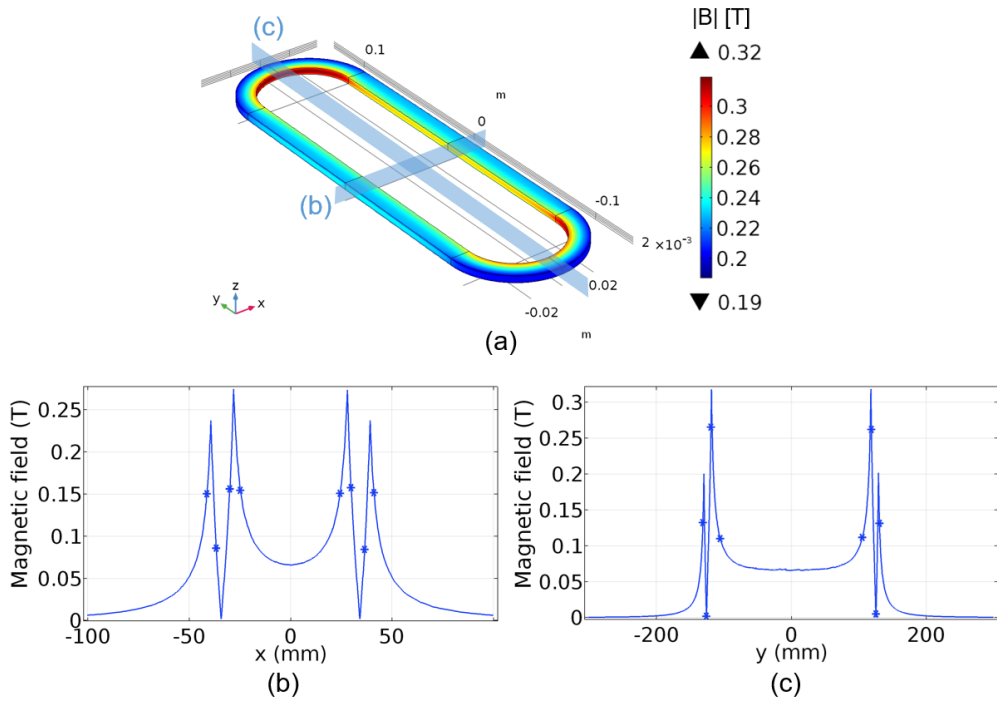 |B| [T]
(c)
0.1
▲ 0.32
m
0
0.3
0.28
0.26
(b)
-0.1
0.24
2 ×10⁻³
0.22
0.02
0.2
-0.02
▼ 0.19
z
y
x
m
(a)
Magnetic field (T)
0.25
0.2
0.15
0.1
0.05
0
-100
-50
0
50
x (mm)
(b)
Magnetic field (T)
0.3
0.25
0.2
0.15
0.1
0.05
0
-200
0
200
y (mm)
(c)